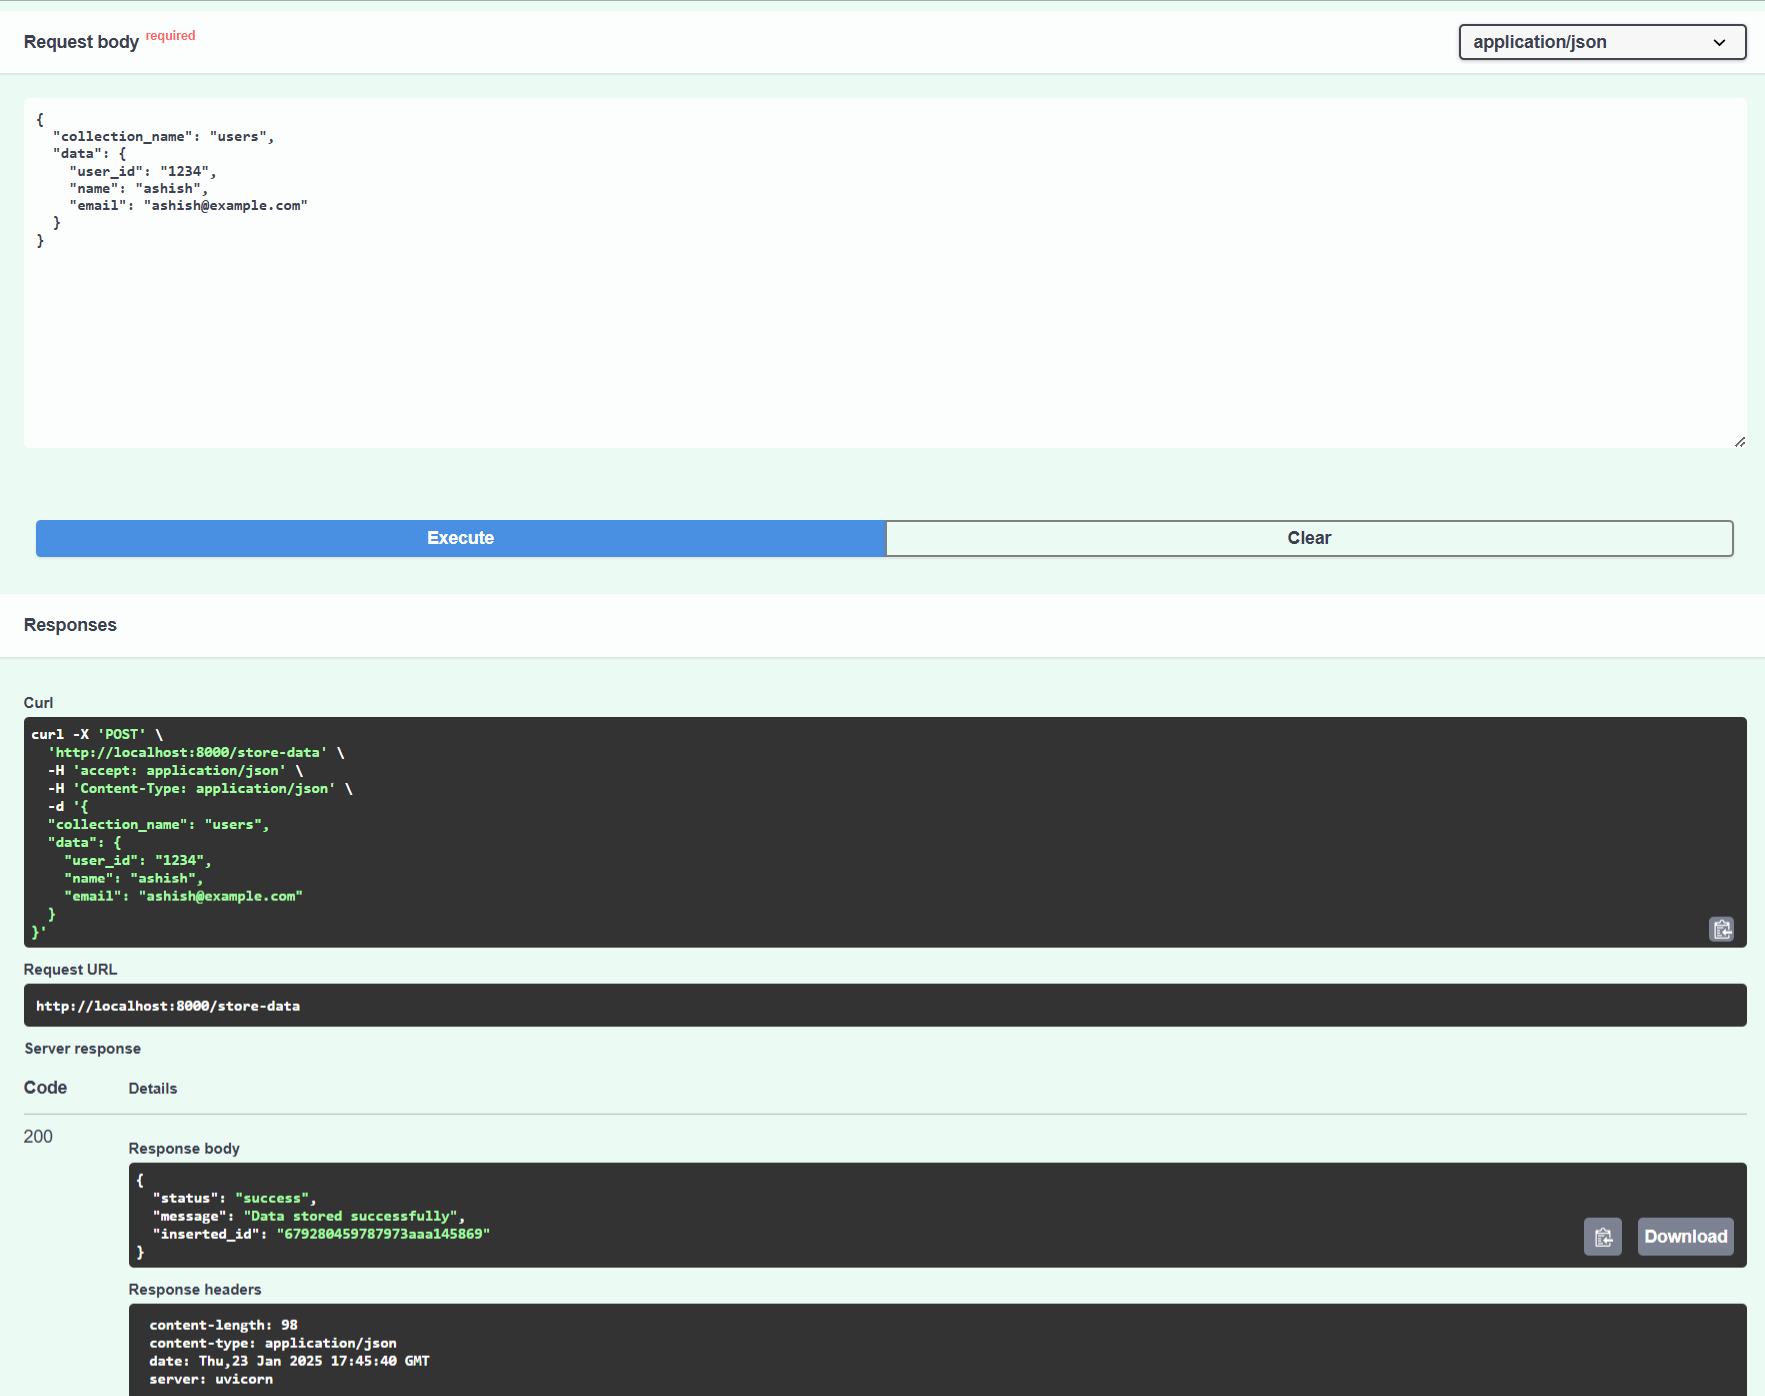 Request body required
application/json
{
  "collection_name": "users",
  "data": {
    "user_id": "1234",
    "name": "ashish",
    "email": "ashish@example.com"
  }
}
Execute
Clear
Responses
Curl
curl -X 'POST' \
  'http://localhost:8000/store-data' \
  -H 'accept: application/json' \
  -H 'Content-Type: application/json' \
  -d '{
  "collection_name": "users",
  "data": {
    "user_id": "1234",
    "name": "ashish",
    "email": "ashish@example.com"
  }
}'
Request URL
http://localhost:8000/store-data
Server response
Code Details
200
Response body
{
  "status": "success",
  "message": "Data stored successfully",
  "inserted_id": "679280459787973aaa145869"
}
Download
Response headers
content-length: 98
content-type: application/json
date: Thu,23 Jan 2025 17:45:40 GMT
server: uvicorn